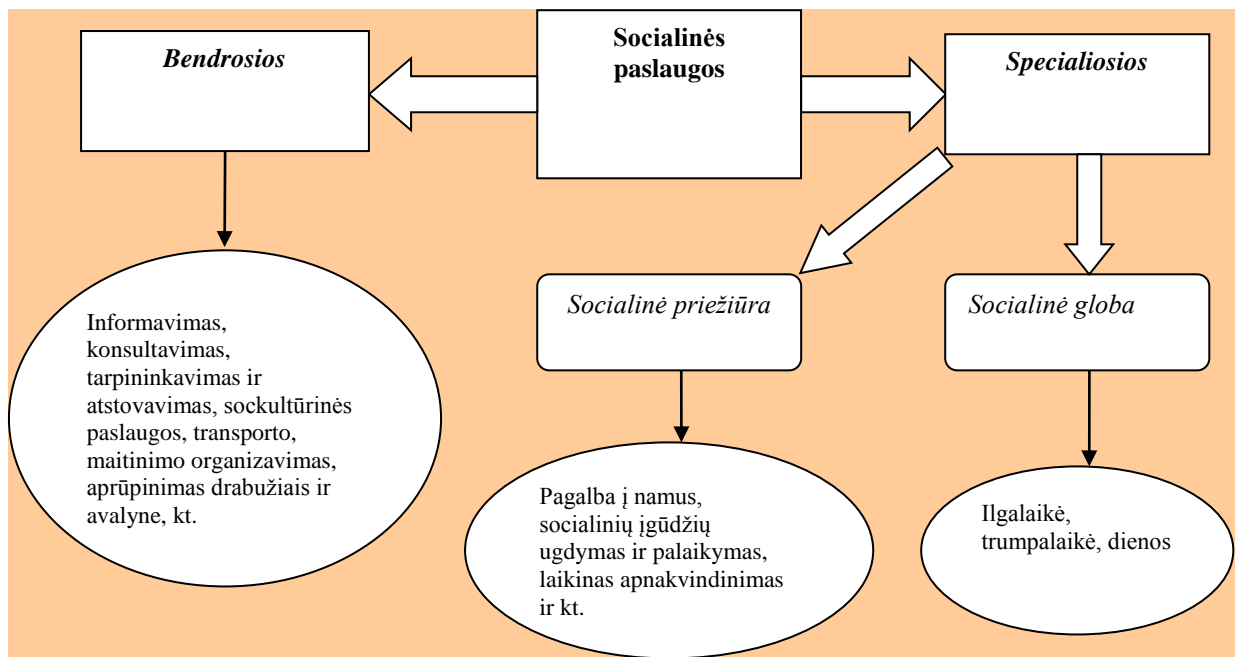 Socialinės
paslaugos
Bendrosios
Specialiosios
Socialinė priežiūra
Socialinė globa
Informavimas,
konsultavimas,
tarpininkavimas ir
atstovavimas, sockultūrinės
paslaugos, transporto,
maitinimo organizavimas,
aprūpinimas drabužiais ir
avalyne, kt.
Pagalba į namus,
socialinių įgūdžių
ugdymas ir palaikymas,
laikinas apnakvindinimas
ir kt.
Ilgalaikė,
trumpalaikė, dienos